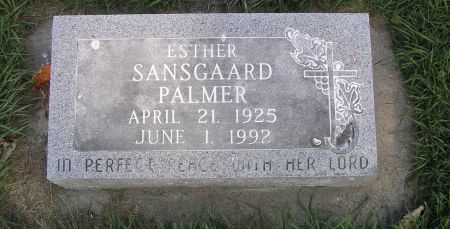 ESTHER
SANSGAARD
PALMER
APRIL 21, 1925
JUNE 1, 1992
IN PERFECT PEACE WITH HER LORD